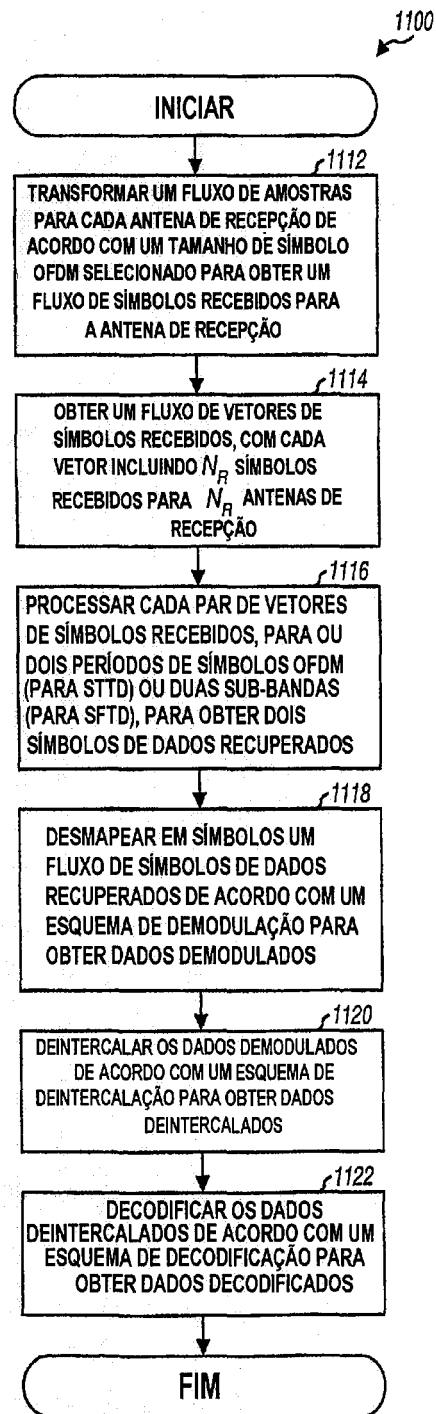 1100
INICIAR
1112
TRANSFORMAR UM FLUXO DE AMOSTRAS
PARA CADA ANTENA DE RECEPÇÃO DE
ACORDO COM UM TAMANHO DE SÍMBOLO
OFDM SELECIONADO PARA OBTER UM
FLUXO DE SÍMBOLOS RECEBIDOS PARA
A ANTENA DE RECEPÇÃO
1114
OBTER UM FLUXO DE VETORES DE
SÍMBOLOS RECEBIDOS, COM CADA
VETOR INCLUINDO N_R SÍMBOLOS
RECEBIDOS PARA N_R ANTENAS DE
RECEPÇÃO
1116
PROCESSAR CADA PAR DE VETORES
DE SÍMBOLOS RECEBIDOS, PARA OU
DOIS PERÍODOS DE SÍMBOLOS OFDM
(PARA STTD) OU DUAS SUB-BANDAS
(PARA SFTD), PARA OBTER DOIS
SÍMBOLOS DE DADOS RECUPERADOS
1118
DESMAPEAR EM SÍMBOLOS UM
FLUXO DE SÍMBOLOS DE DADOS
RECUPERADOS DE ACORDO COM UM
ESQUEMA DE DEMODULAÇÃO PARA
OBTER DADOS DEMODULADOS
1120
DEINTERCALAR OS DADOS DEMODULADOS
DE ACORDO COM UM ESQUEMA DE
DEINTERCALAÇÃO PARA OBTER DADOS
DEINTERCALADOS
1122
DECODIFICAR OS DADOS
DEINTERCALADOS DE ACORDO COM UM
ESQUEMA DE DECODIFICAÇÃO PARA
OBTER DADOS DECODIFICADOS
FIM